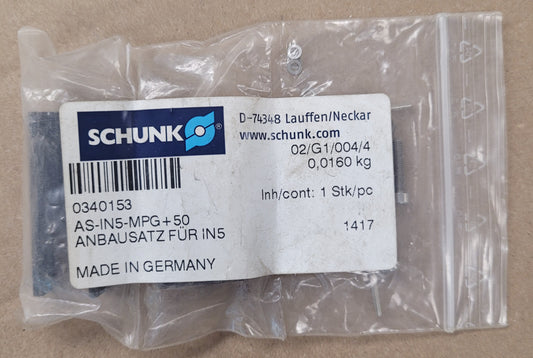 SCHUNK
D-74348 Lauffen/Neckar
www.schunk.com
02/G1/004/4
0,0160 kg
Inh/cont: 1 Stk/pc
0340153
AS-IN5-MPG+50
ANBAUSATZ FÜR IN5
1417
MADE IN GERMANY